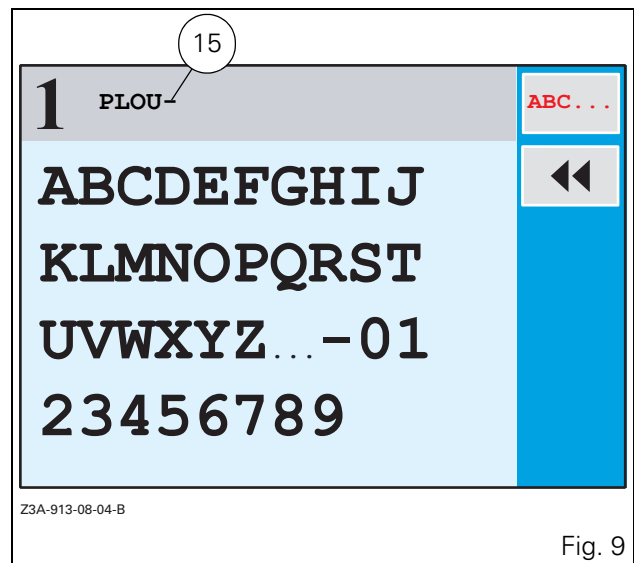 15
1 PLOU-
ABC...
ABCDEFGHIJ
KLMNOPQRST
UVWXYZ...-01
23456789
Z3A-913-08-04-B
Fig. 9